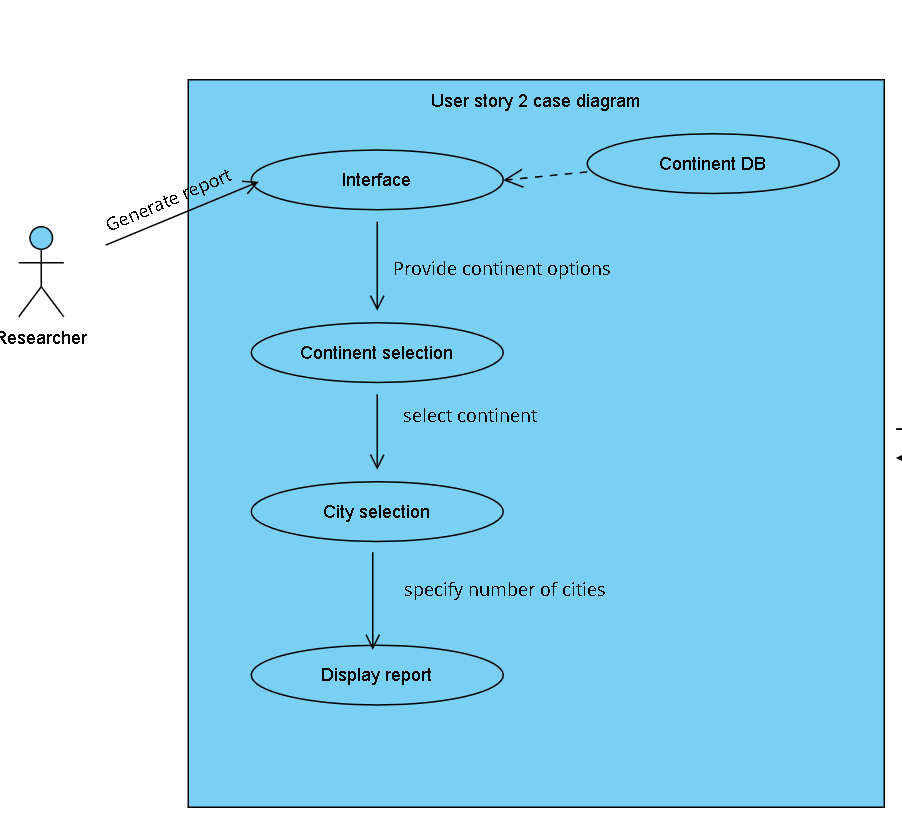 User story 2 case diagram
Interface
Continent DB
Generate report
Provide continent options
Researcher
Continent selection
select continent
City selection
specify number of cities
Display report